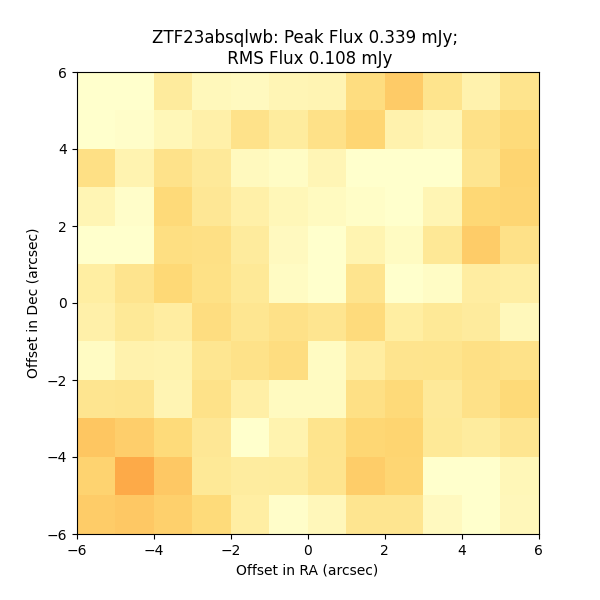 ZTF23absqlwb: Peak Flux 0.339 mJy;
RMS Flux 0.108 mJy
6
4
2
0
−2
−4
−6
Offset in Dec (arcsec)
−6 −4 −2 0 2 4 6
Offset in RA (arcsec)